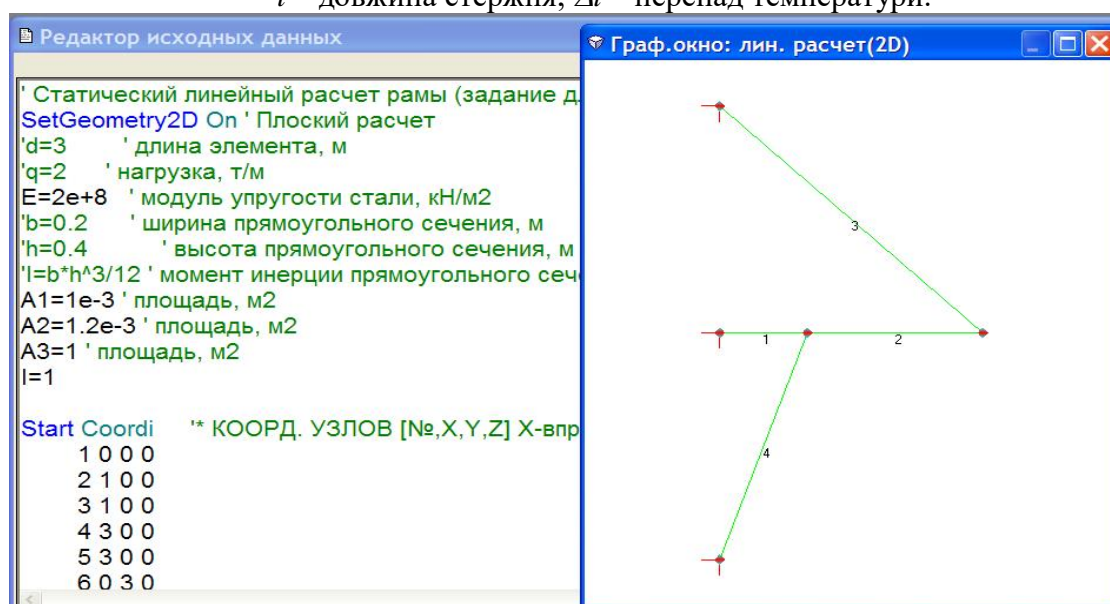 l – довжина стержня; Δt – перепад температури.
Редактор исходных данных
' Статический линейный расчет рамы (задание д
SetGeometry2D On ' Плоский расчет
'd=3 ' длина элемента, м
'q=2 ' нагрузка, т/м
E=2e+8 ' модуль упругости стали, кН/м2
'b=0.2 ' ширина прямоугольного сечения, м
'h=0.4 ' высота прямоугольного сечения, м
'I=b*h^3/12 ' момент инерции прямоугольного сеч
A1=1e-3 ' площадь, м2
A2=1.2e-3 ' площадь, м2
A3=1 ' площадь, м2
I=1
Start Coordi '* КООРД. УЗЛОВ [№,X,Y,Z] X-впр
1 0 0 0
2 1 0 0
3 1 0 0
4 3 0 0
5 3 0 0
6 0 3 0
Граф.окно: лин. расчет(2D)
3
1
2
4